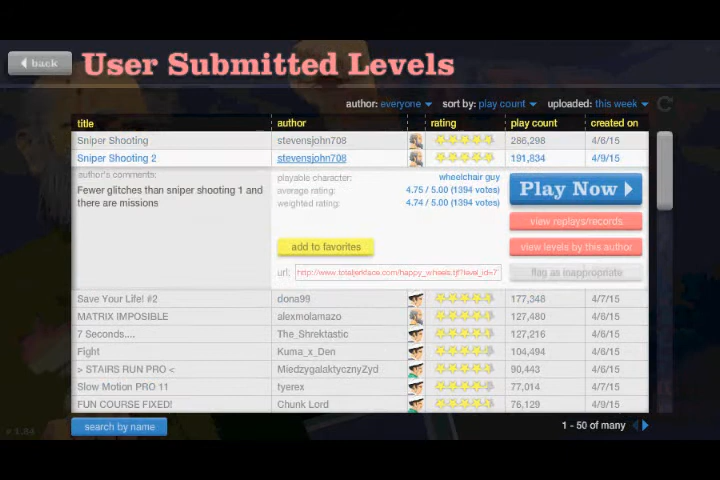 back
User Submitted Levels
author: everyone sort by: play count uploaded: this week
title author rating play count created on
Sniper Shooting stevensjohn708 286,298 4/6/15
Sniper Shooting 2 stevensjohn708 191,834 4/9/15
author's comments:
Fewer glitches than sniper shooting 1 and
there are missions
playable character: wheelchair guy
average rating: 4.75 / 5.00 (1394 votes)
weighted rating: 4.74 / 5.00 (1394 votes)
Play Now
view replays/records
add to favorites
view levels by this author
url: http://www.totaljerkface.com/happy_wheels.tjf?level_id=7
flag as inappropriate
Save Your Life! #2 dona99 177,348 4/7/15
MATRIX IMPOSIBLE alexmolamazo 127,480 4/6/15
7 Seconds.... The_Shrektastic 127,216 4/6/15
Fight Kuma_x_Den 104,494 4/6/15
> STAIRS RUN PRO < MiedzygalaktycznyZyd 90,443 4/6/15
Slow Motion PRO 11 tyerex 77,014 4/7/15
FUN COURSE FIXED! Chunk Lord 76,129 4/9/15
search by name
1 - 50 of many